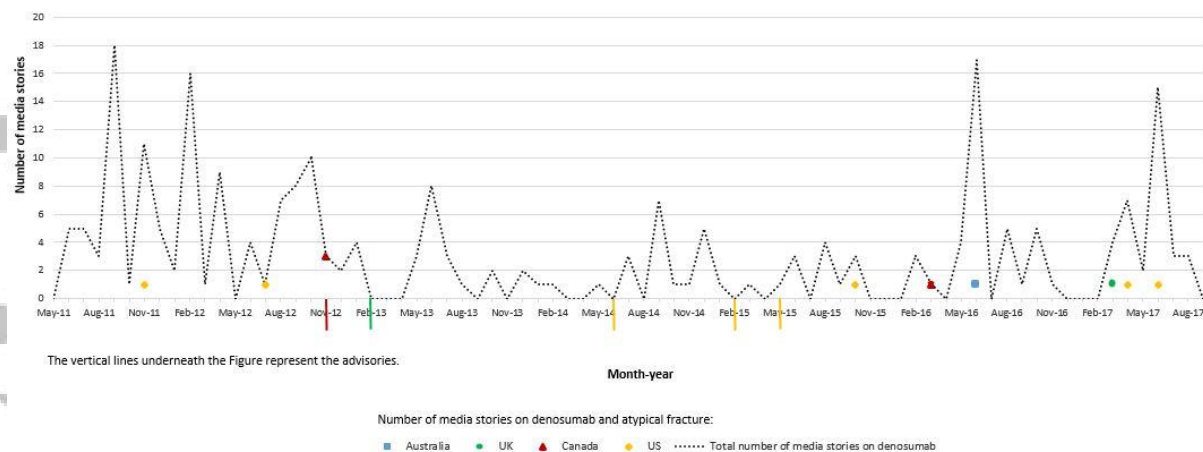 20
18
16
14
12
10
8
6
4
2
0
Number of media stories
May-11 Aug-11 Nov-11 Feb-12 May-12 Aug-12 Nov-12 Feb-13 May-13 Aug-13 Nov-13 Feb-14 May-14 Aug-14 Nov-14 Feb-15 May-15 Aug-15 Nov-15 Feb-16 May-16 Aug-16 Nov-16 Feb-17 May-17 Aug-17
The vertical lines underneath the Figure represent the advisories.
Month-year
Number of media stories on denosumab and atypical fracture:
Australia UK Canada US Total number of media stories on denosumab